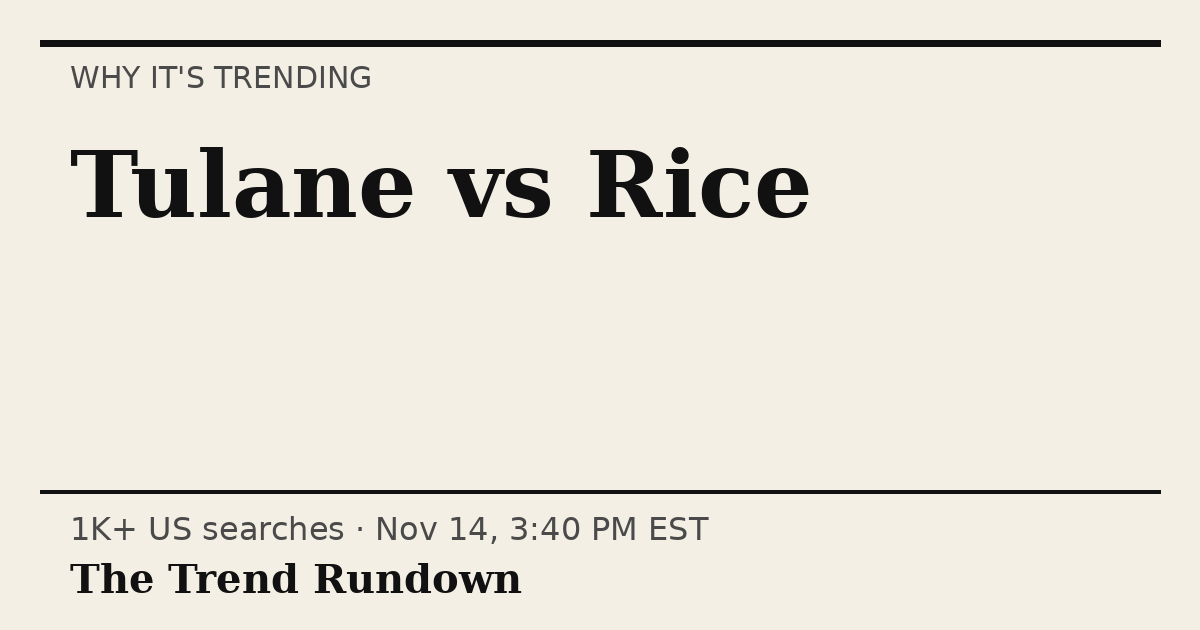 WHY IT'S TRENDING
Tulane vs Rice
1K+ US searches · Nov 14, 3:40 PM EST
The Trend Rundown